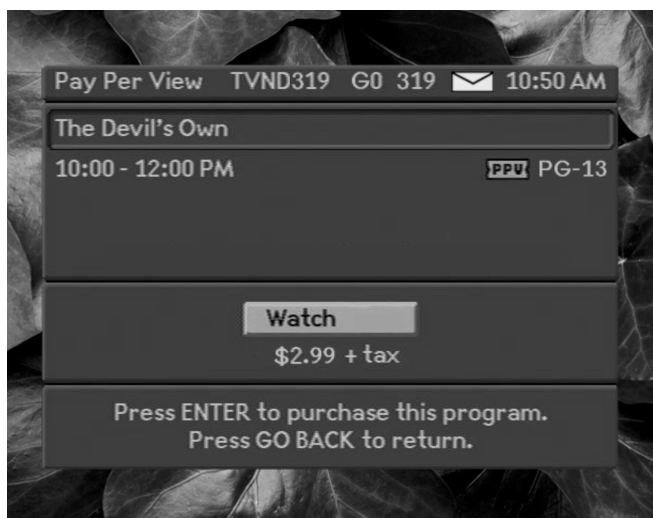 Pay Per View TVND319 G0 319 10:50 AM
The Devil's Own
10:00 - 12:00 PM PPV PG-13
Watch
$2.99 + tax
Press ENTER to purchase this program.
Press GO BACK to return.